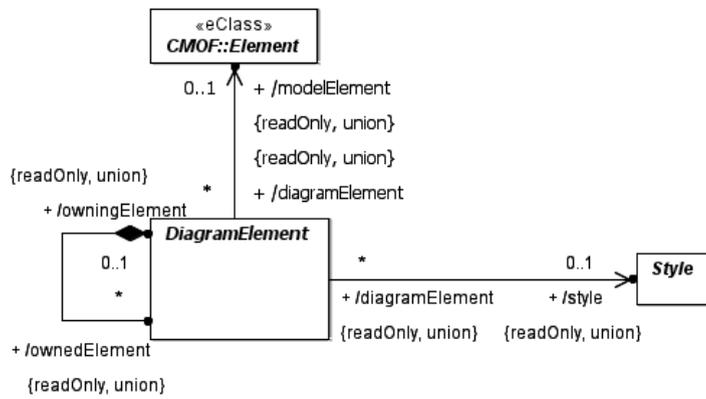 «eClass»
CMOF::Element
0..1
+ /modelElement
{readOnly, union}
{readOnly, union}
{readOnly, union}
*
+ /diagramElement
+ /owningElement
DiagramElement
0..1
*
*
0..1
Style
+ /diagramElement
+ /style
{readOnly, union}
{readOnly, union}
+ /ownedElement
{readOnly, union}